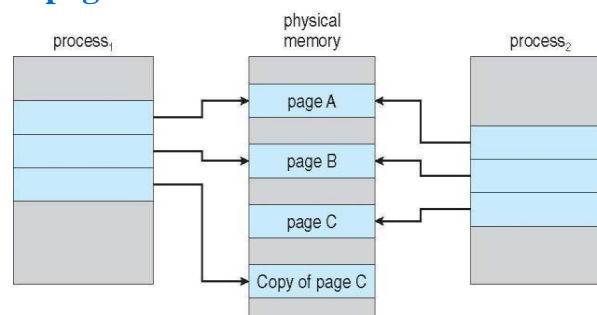 physical
memory
process₁
process₂
page A
page B
page C
Copy of page C